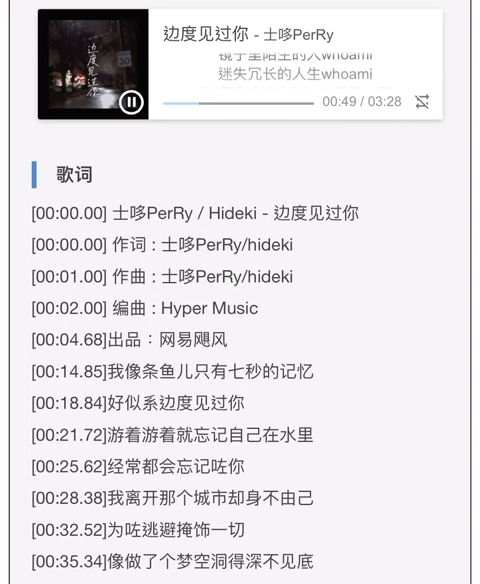 边度见过你
30
边度见过你 - 士哆PerRy
镜子里陌生的人whoami
迷失冗长的人生whoami
00:49 / 03:28
歌词
[00:00.00] 士哆PerRy / Hideki - 边度见过你
[00:00.00] 作词 : 士哆PerRy/hideki
[00:01.00] 作曲 : 士哆PerRy/hideki
[00:02.00] 编曲 : Hyper Music
[00:04.68]出品：网易飓风
[00:14.85]我像条鱼儿只有七秒的记忆
[00:18.84]好似系边度见过你
[00:21.72]游着游着就忘记自己在水里
[00:25.62]经常都会忘记咗你
[00:28.38]我离开那个城市却身不由己
[00:32.52]为咗逃避掩饰一切
[00:35.34]像做了个梦空洞得深不见底